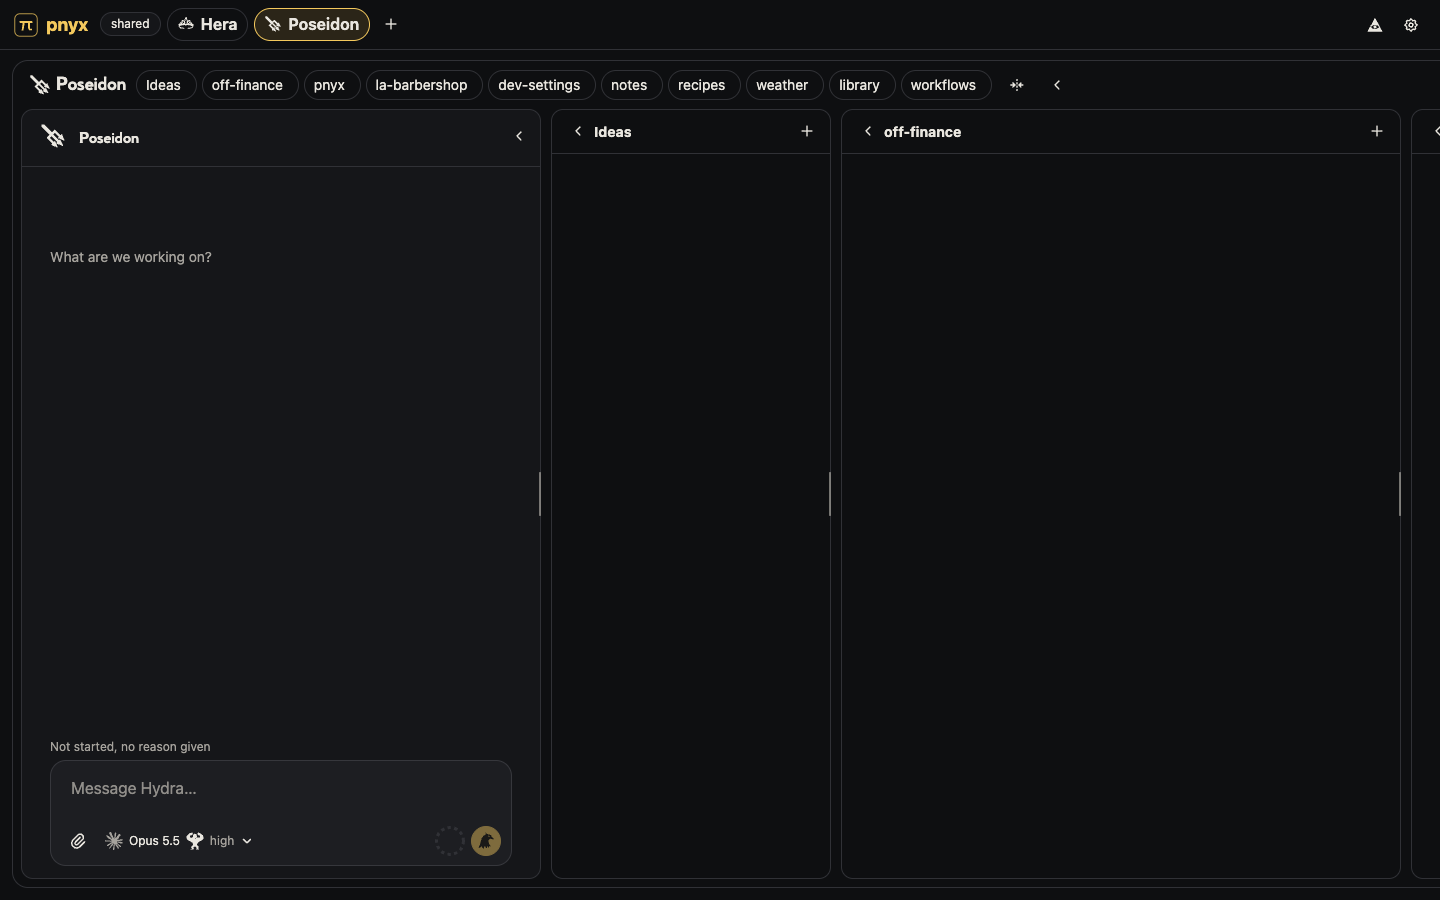 π pnyx shared Hera Poseidon +
Poseidon Ideas off-finance pnyx la-barbershop dev-settings notes recipes weather library workflows
Poseidon
Ideas
off-finance
What are we working on?
Not started, no reason given
Message Hydra...
Opus 5.5 high